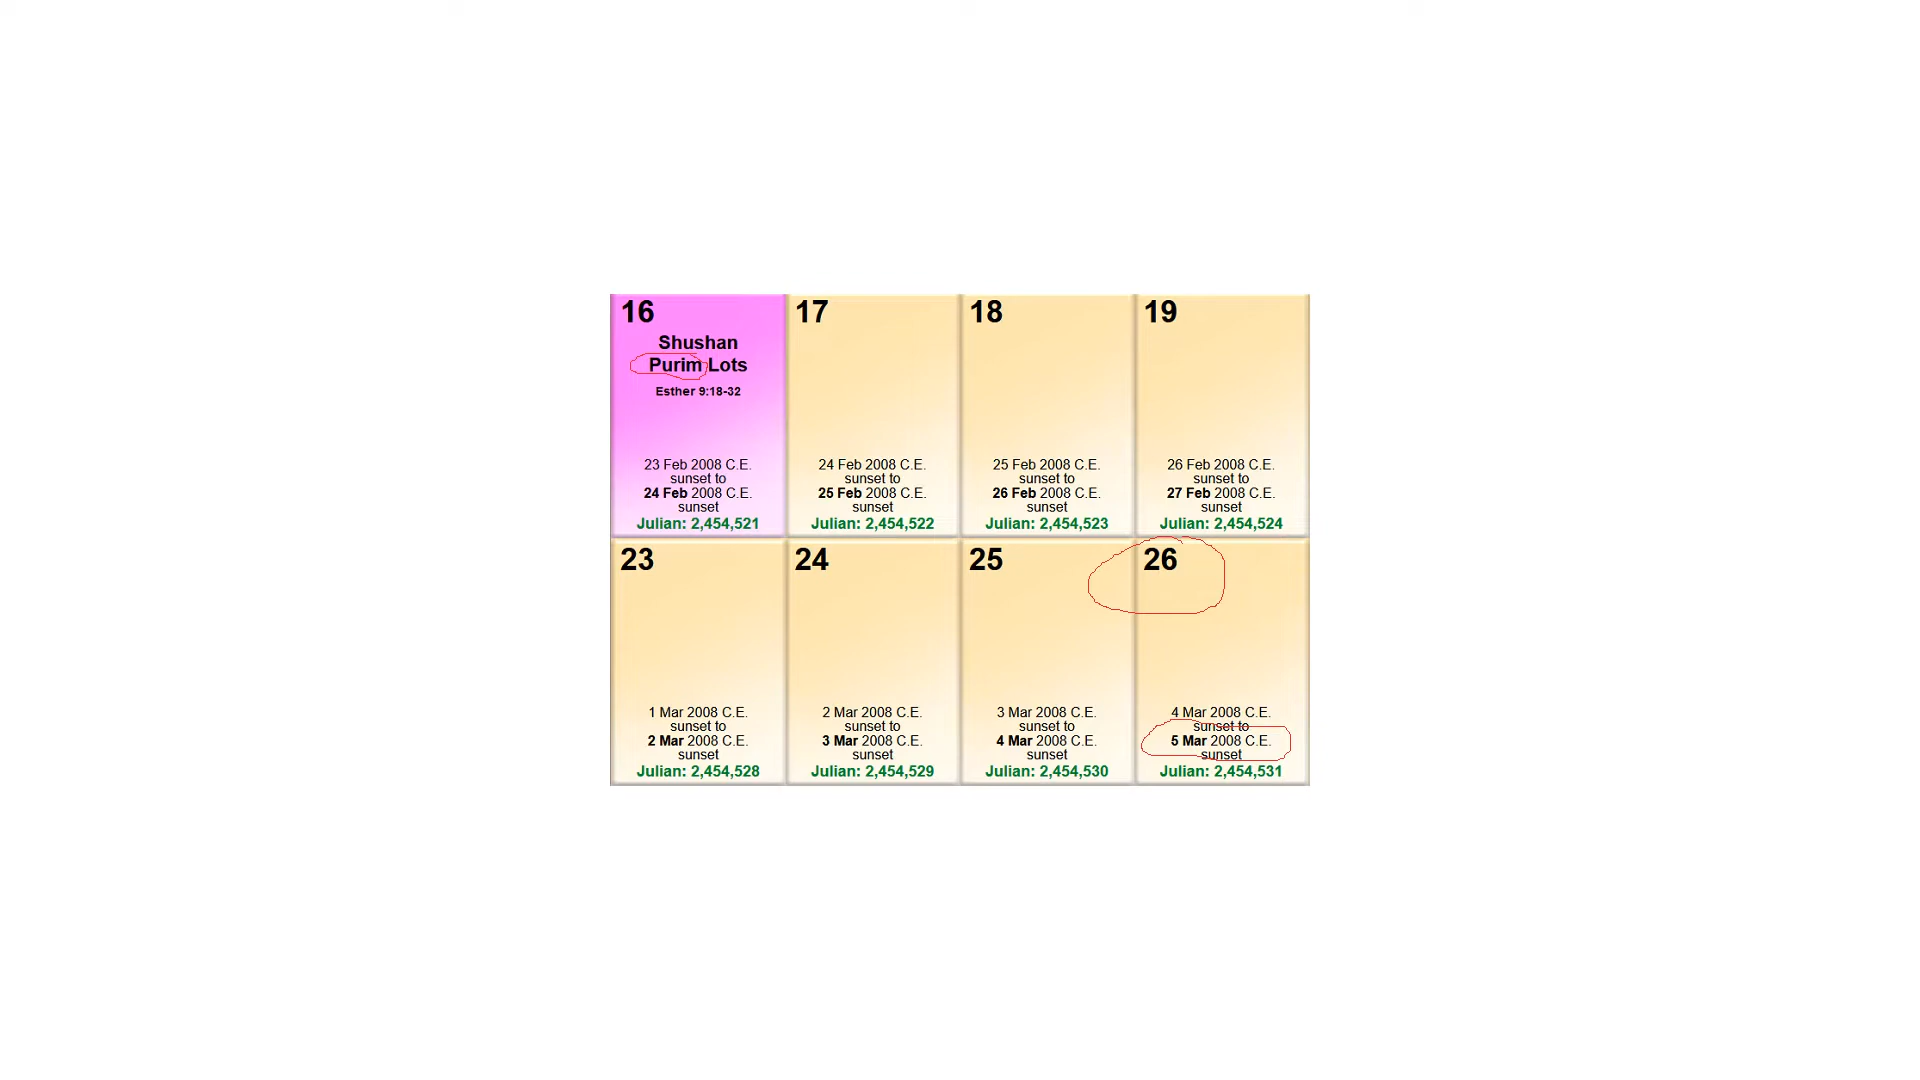 16
Shushan
Purim Lots
Esther 9:18-32
23 Feb 2008 C.E.
sunset to
24 Feb 2008 C.E.
sunset
Julian: 2,454,521
17
24 Feb 2008 C.E.
sunset to
25 Feb 2008 C.E.
sunset
Julian: 2,454,522
18
25 Feb 2008 C.E.
sunset to
26 Feb 2008 C.E.
sunset
Julian: 2,454,523
19
26 Feb 2008 C.E.
sunset to
27 Feb 2008 C.E.
sunset
Julian: 2,454,524
23
1 Mar 2008 C.E.
sunset to
2 Mar 2008 C.E.
sunset
Julian: 2,454,528
24
2 Mar 2008 C.E.
sunset to
3 Mar 2008 C.E.
sunset
Julian: 2,454,529
25
3 Mar 2008 C.E.
sunset to
4 Mar 2008 C.E.
sunset
Julian: 2,454,530
26
4 Mar 2008 C.E.
sunset to
5 Mar 2008 C.E.
sunset
Julian: 2,454,531